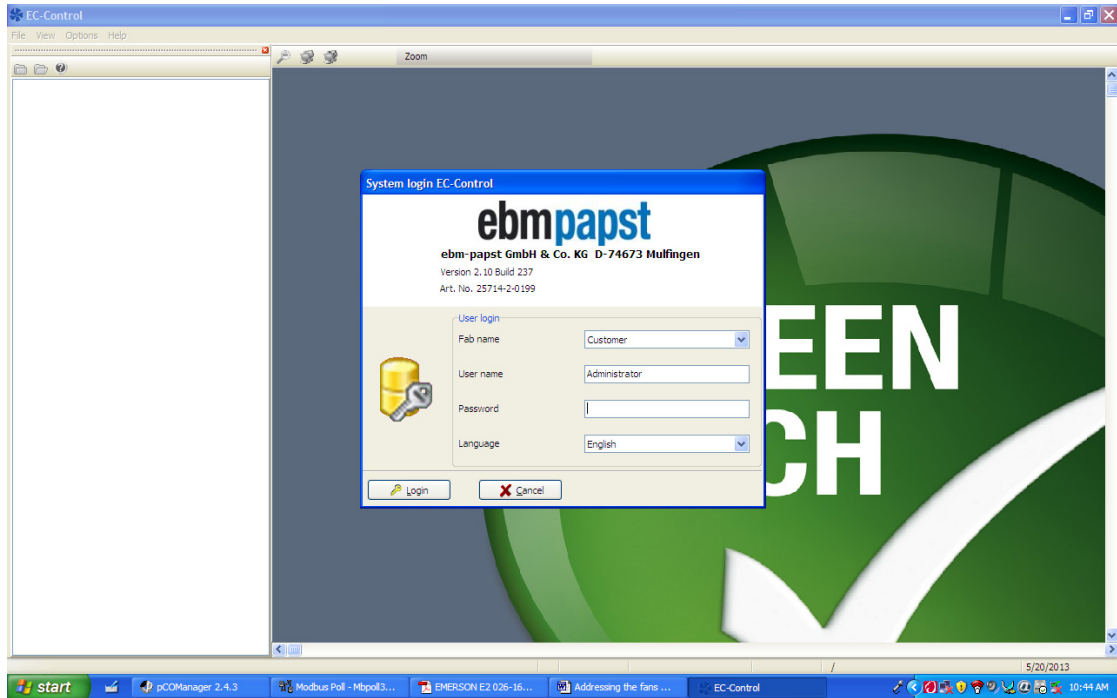 EC-Control
File View Options Help
Zoom
System login EC-Control
ebmpapst
ebm-papst GmbH & Co. KG D-74673 Mulfingen
Version 2.10 Build 237
Art. No. 25714-2-0199
User login
Fab name Customer
User name Administrator
Password
Language English
Login Cancel
EEN
CH
/ 5/20/2013
start pCOManager 2.4.3 Modbus Poll - Mbpoll3... EMERSON E2 026-16... Addressing the fans ... EC-Control 10:44 AM